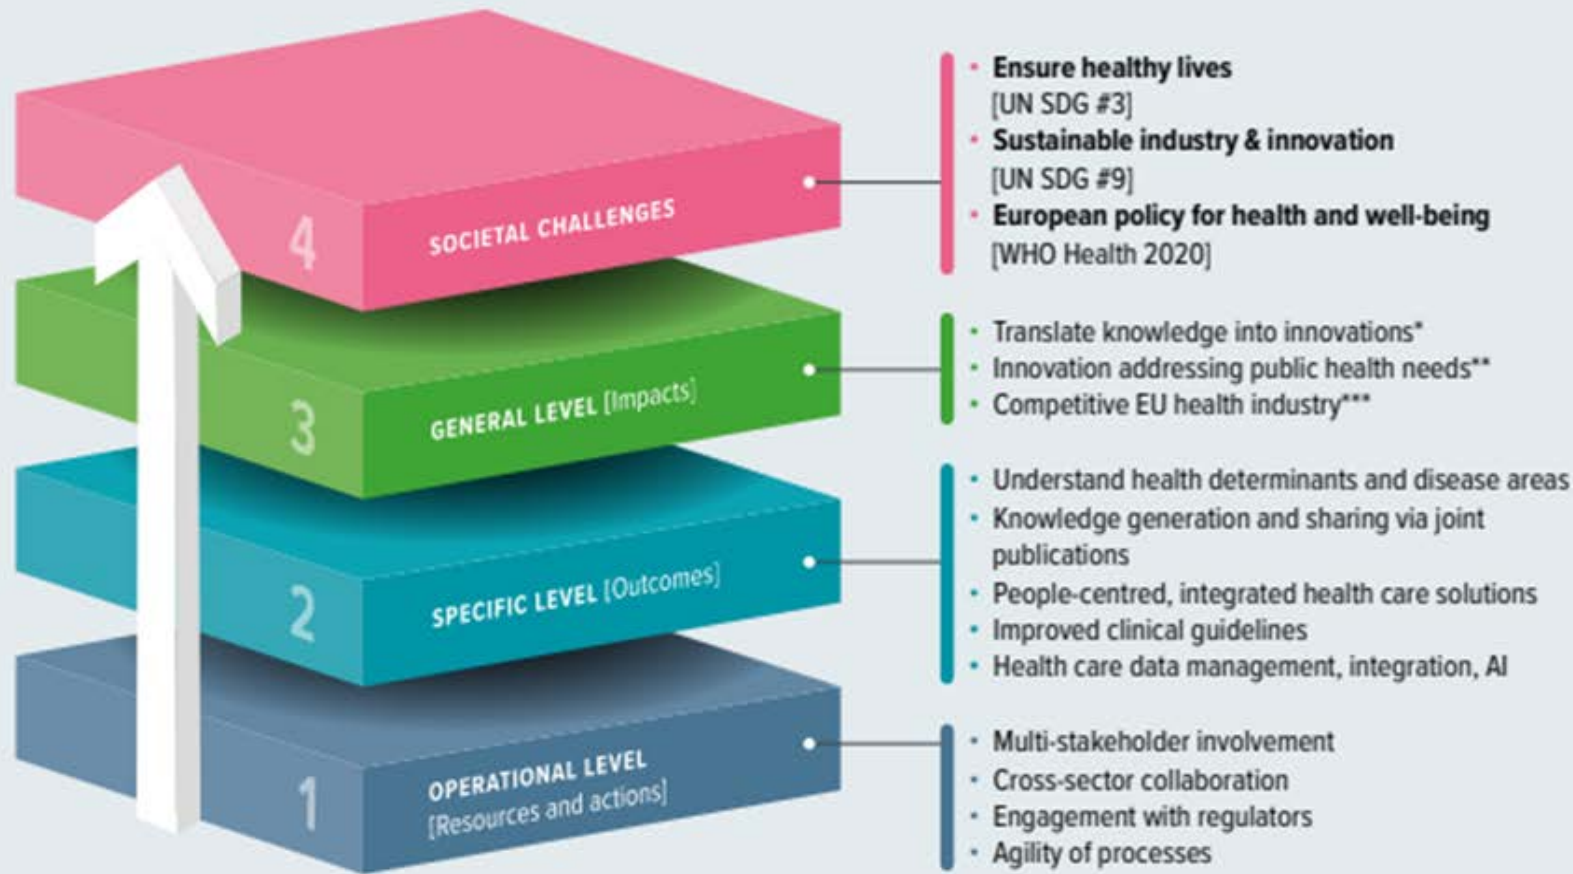 4
SOCIETAL CHALLENGES
• Ensure healthy lives
[UN SDG #3]
• Sustainable industry & innovation
[UN SDG #9]
• European policy for health and well-being
[WHO Health 2020]
3
GENERAL LEVEL [Impacts]
• Translate knowledge into innovations*
• Innovation addressing public health needs**
• Competitive EU health industry***
2
SPECIFIC LEVEL [Outcomes]
• Understand health determinants and disease areas
• Knowledge generation and sharing via joint
publications
• People-centred, integrated health care solutions
• Improved clinical guidelines
• Health care data management, integration, AI
1
OPERATIONAL LEVEL
[Resources and actions]
• Multi-stakeholder involvement
• Cross-sector collaboration
• Engagement with regulators
• Agility of processes